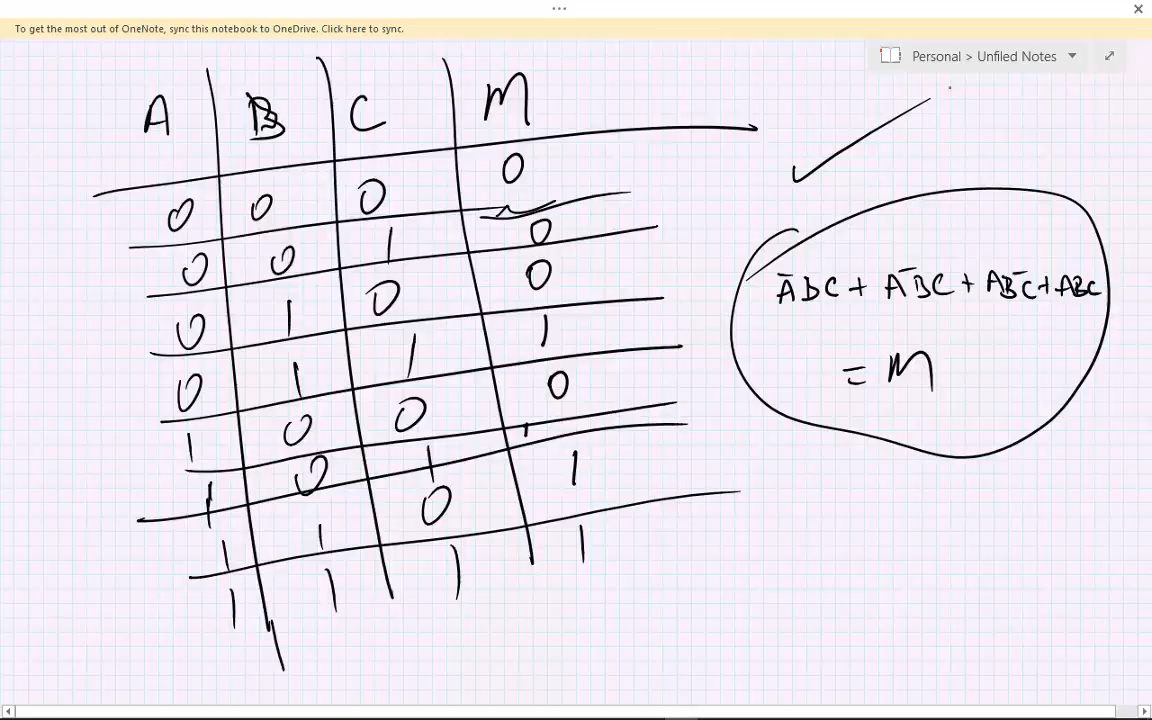 To get the most out of OneNote, sync this notebook to OneDrive. Click here to sync.
Personal > Unfiled Notes
A B C M
0 0 0 0
0 0 1 0
0 1 0 0
0 1 1 1
1 0 0 0
1 0 1 1
1 1 0 1
1 1 1 1
A̅BC + AB̅C + ABC̅ + ABC
= M